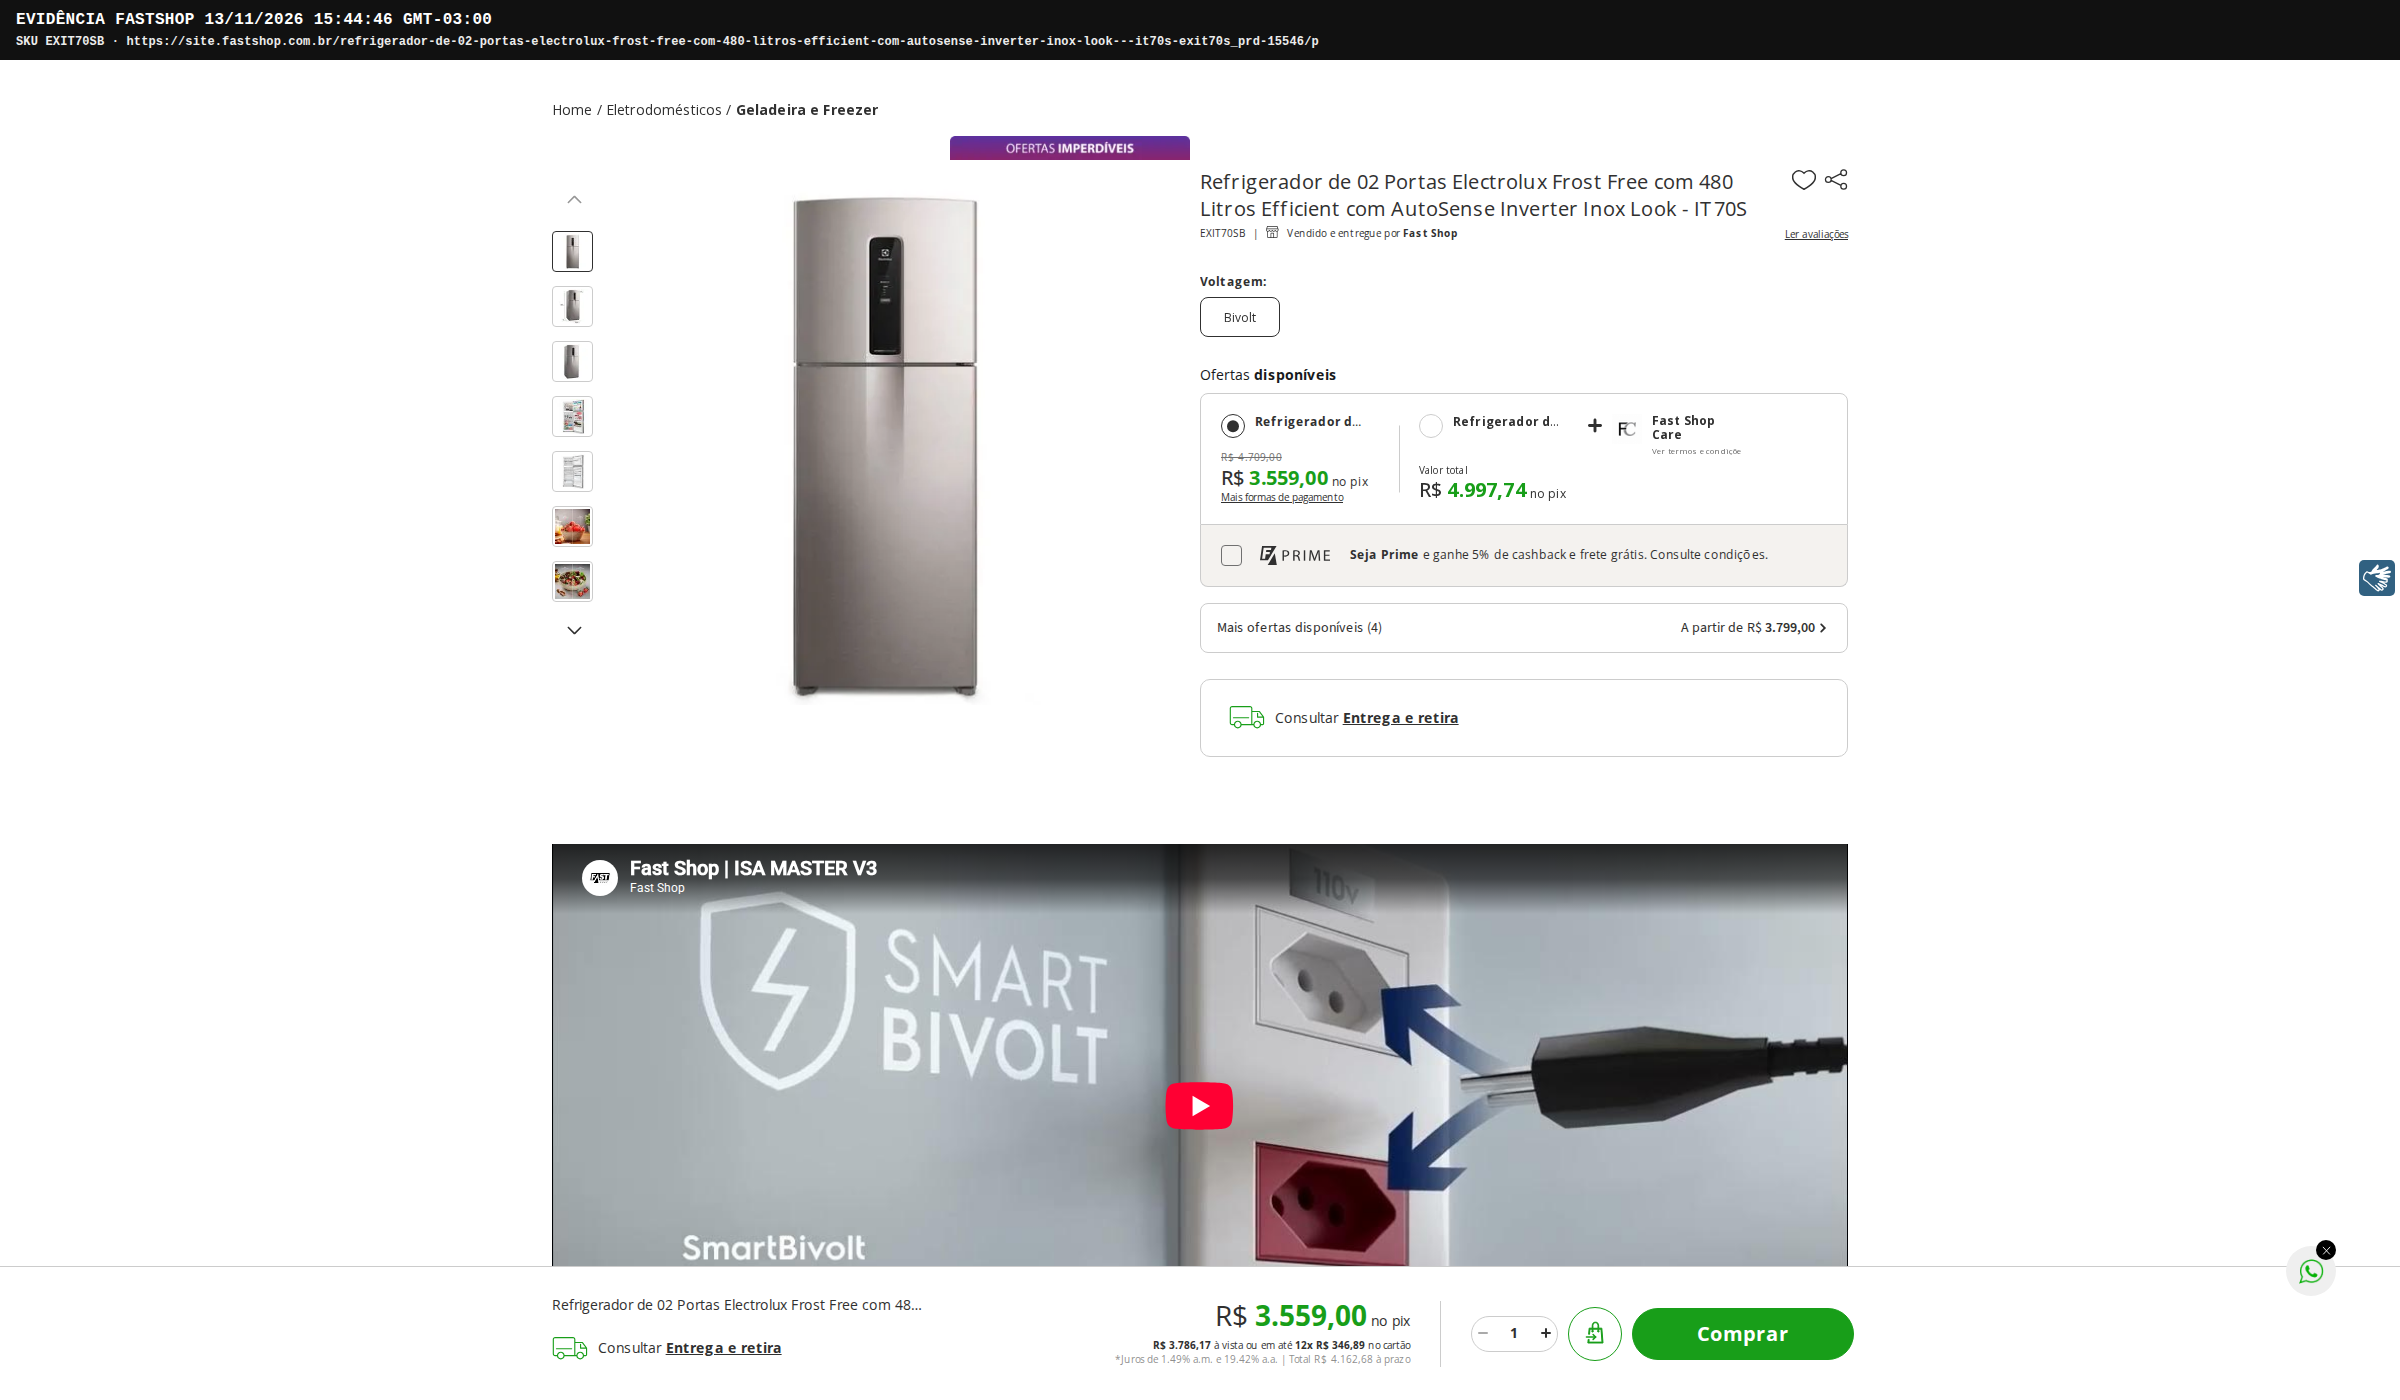 EVIDÊNCIA FASTSHOP 13/11/2026 15:44:46 GMT-03:00
SKU EXIT70SB · https://site.fastshop.com.br/refrigerador-de-02-portas-electrolux-frost-free-com-480-litros-efficient-com-autosense-inverter-inox-look---it70s-exit70s_prd-15546/p
Home / Eletrodomésticos / Geladeira e Freezer
OFERTAS IMPERDÍVEIS
Refrigerador de 02 Portas Electrolux Frost Free com 480
Litros Efficient com AutoSense Inverter Inox Look - IT70S
EXIT70SB | Vendido e entregue por Fast Shop
Ler avaliações
Voltagem:
Bivolt
Ofertas disponíveis
Refrigerador d...
R$ 4.709,00
R$ 3.559,00 no pix
Mais formas de pagamento
Refrigerador d...
+ FC Fast Shop
Care
Ver termos e condiçõe
Valor total
R$ 4.997,74 no pix
PRIME Seja Prime e ganhe 5% de cashback e frete grátis. Consulte condições.
Mais ofertas disponíveis (4)
A partir de R$ 3.799,00
Consultar Entrega e retira
FAST
Fast Shop | ISA MASTER V3
Fast Shop
110v
SMART
BIVOLT
SmartBivolt
Refrigerador de 02 Portas Electrolux Frost Free com 48...
Consultar Entrega e retira
R$ 3.559,00 no pix
R$ 3.786,17 à vista ou em até 12x R$ 346,89 no cartão
*Juros de 1.49% a.m. e 19.42% a.a. | Total R$ 4.162,68 à prazo
1
Comprar